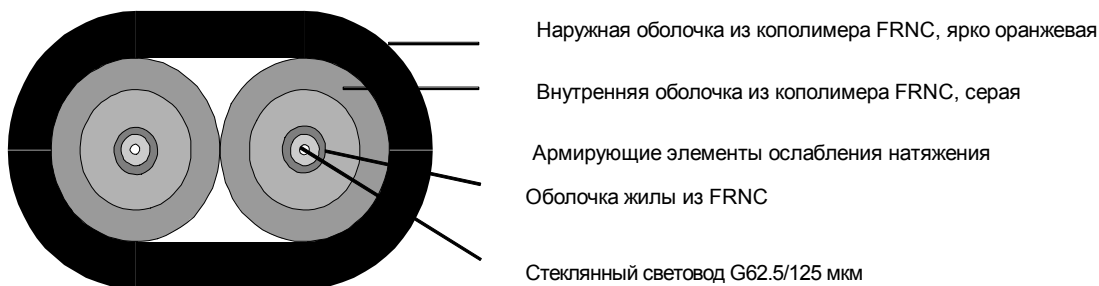 Наружная оболочка из кополимера FRNC, ярко оранжевая
Внутренняя оболочка из кополимера FRNC, серая
Армирующие элементы ослабления натяжения
Оболочка жилы из FRNC
Стеклянный световод G62.5/125 мкм